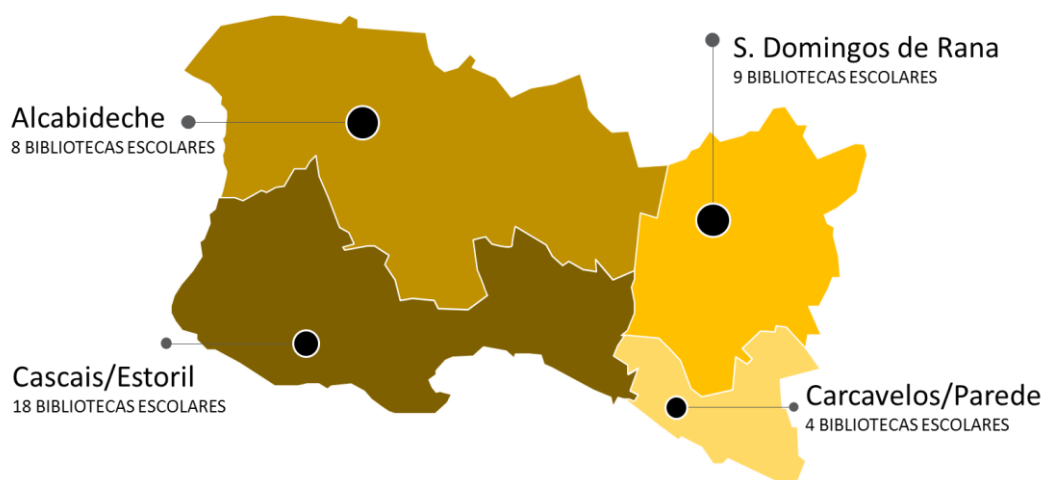 S. Domingos de Rana
9 BIBLIOTECAS ESCOLARES
Alcabideche
8 BIBLIOTECAS ESCOLARES
Cascais/Estoril
18 BIBLIOTECAS ESCOLARES
Carcavelos/Parede
4 BIBLIOTECAS ESCOLARES